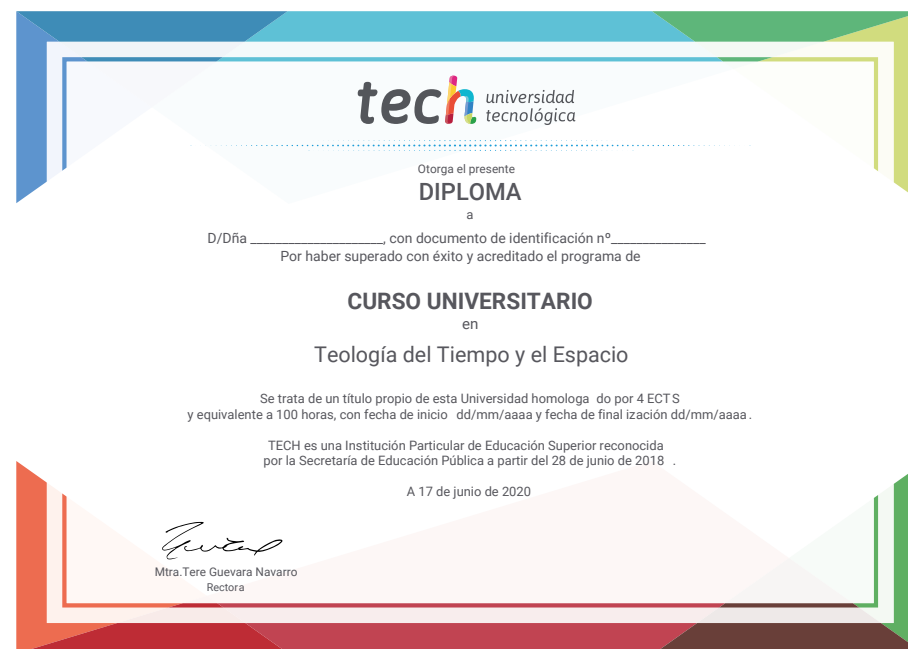 tech universidad
tecnológica
Otorga el presente
DIPLOMA
a
D/Dña ___________________, con documento de identificación nº______________
Por haber superado con éxito y acreditado el programa de
CURSO UNIVERSITARIO
en
Teología del Tiempo y el Espacio
Se trata de un título propio de esta Universidad homologa do por 4 ECTS
y equivalente a 100 horas, con fecha de inicio dd/mm/aaaa y fecha de final ización dd/mm/aaaa.
TECH es una Institución Particular de Educación Superior reconocida
por la Secretaría de Educación Pública a partir del 28 de junio de 2018 .
A 17 de junio de 2020
Mtra.Tere Guevara Navarro
Rectora